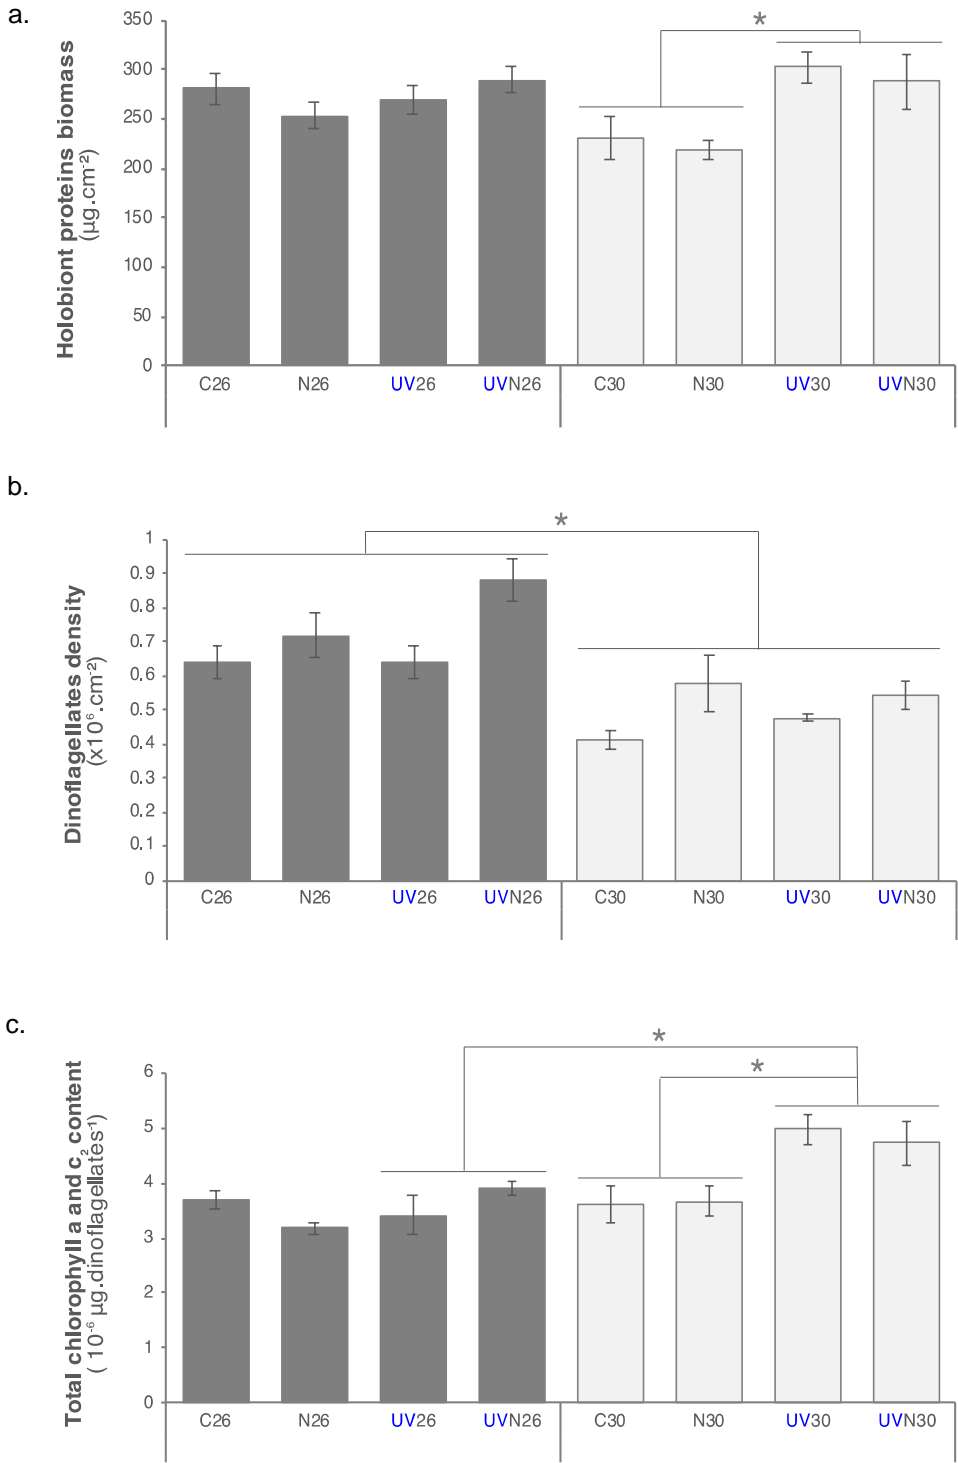 a.
Holobiont proteins biomass
(µg.cm⁻²)
350
300
250
200
150
100
50
0
*
C26 N26 UV26 UVN26 C30 N30 UV30 UVN30
b.
Dinoflagellates density
(x10⁶.cm⁻²)
1
0.9
0.8
0.7
0.6
0.5
0.4
0.3
0.2
0.1
0
*
C26 N26 UV26 UVN26 C30 N30 UV30 UVN30
c.
Total chlorophyll a and c₂ content
( 10⁻⁶ µg.dinoflagellates⁻¹)
6
5
4
3
2
1
0
*
*
C26 N26 UV26 UVN26 C30 N30 UV30 UVN30